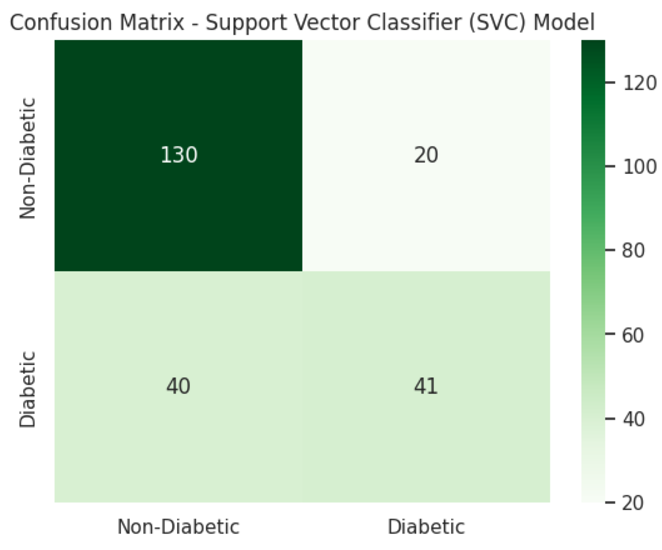 Confusion Matrix - Support Vector Classifier (SVC) Model
Non-Diabetic
130
20
Diabetic
40
41
Non-Diabetic
Diabetic
120
100
80
60
40
20